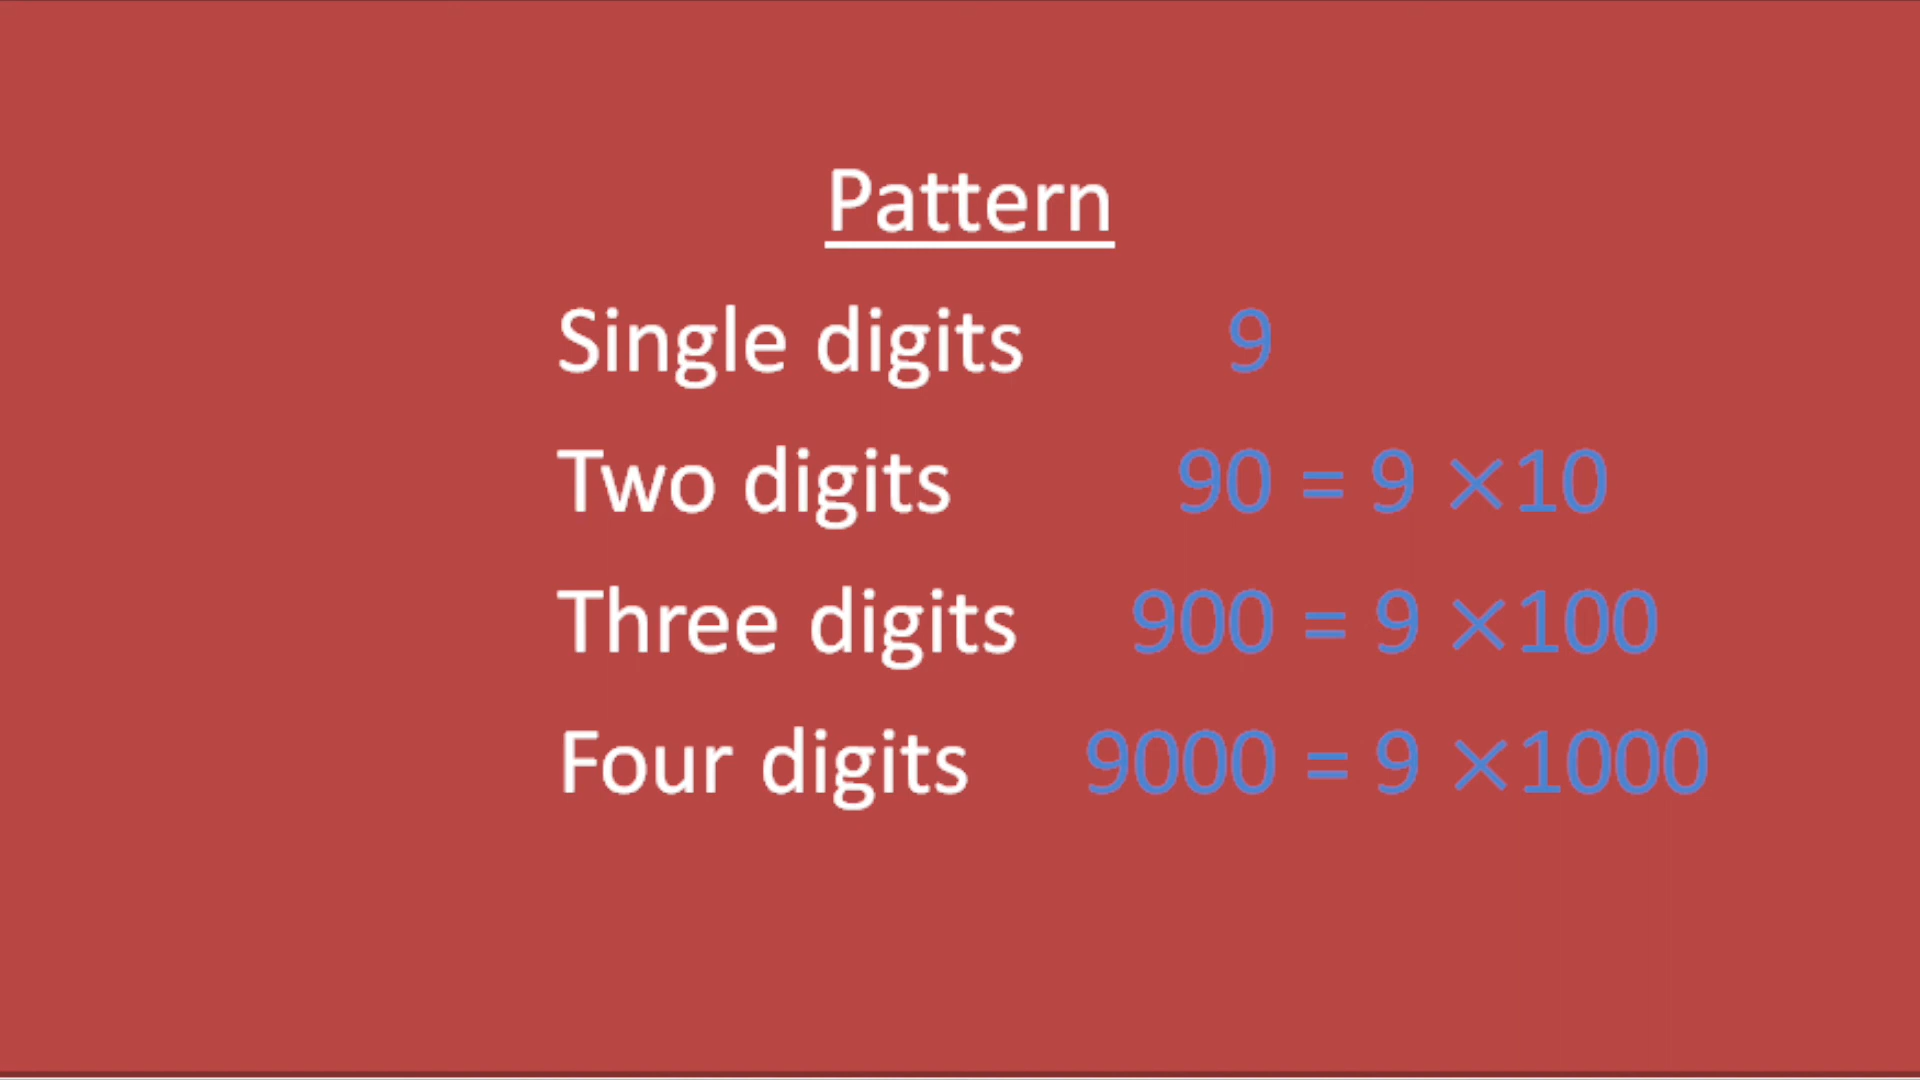 Pattern
Single digits 9
Two digits 90 = 9 ×10
Three digits 900 = 9 ×100
Four digits 9000 = 9 ×1000